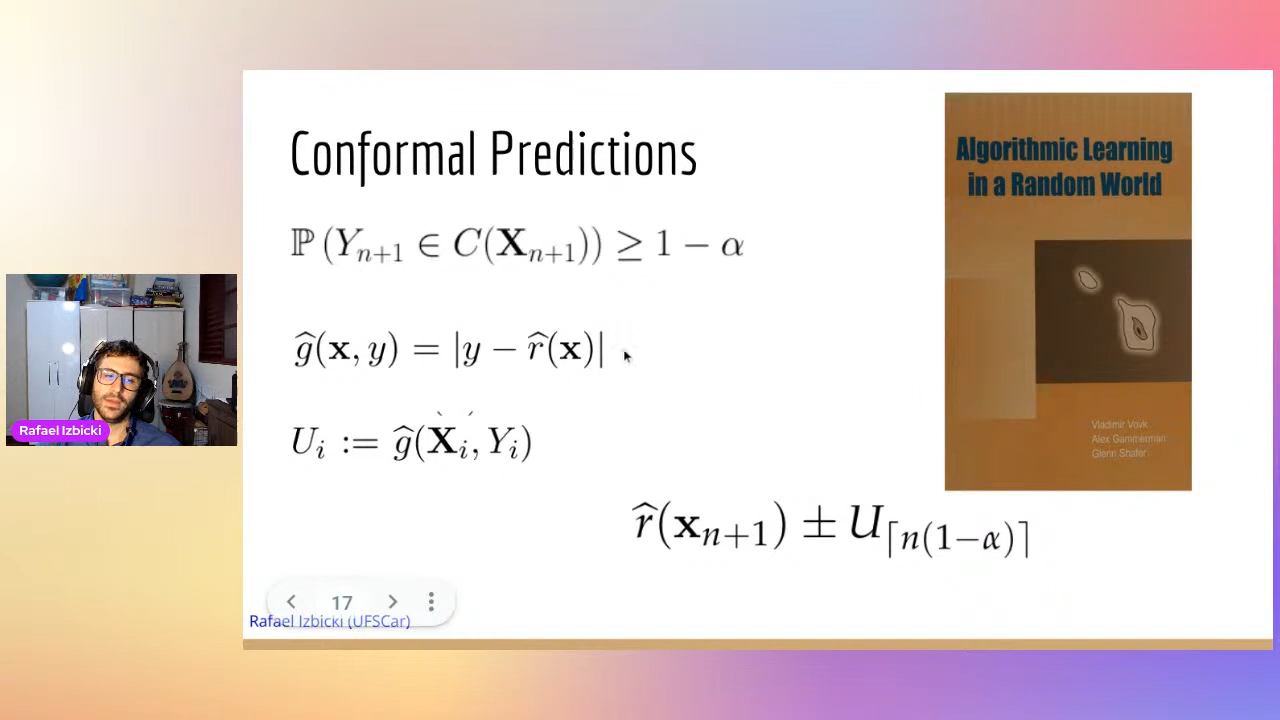 Conformal Predictions
ℙ (Y_{n+1} ∈ C(𝐗_{n+1})) ≥ 1 − α
ĝ(𝐱, y) = |y − r̂(𝐱)|
U_i := ĝ(𝐗_i, Y_i)
r̂(𝐱_{n+1}) ± U_{⌈n(1−α)⌉}
Algorithmic Learning
in a Random World
Vladimir Vovk
Alex Gammerman
Glenn Shafer
Rafael Izbicki
17
Rafael Izbicki (UFSCar)